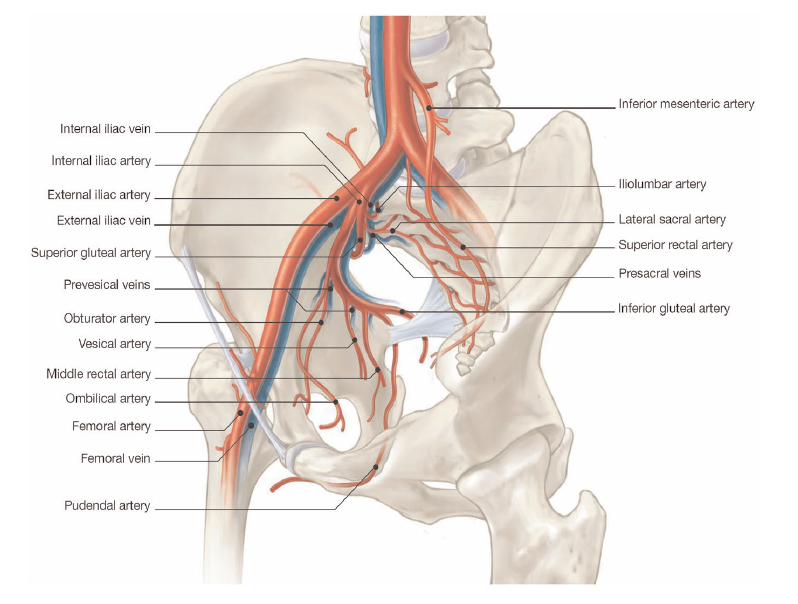 Internal iliac vein
Internal iliac artery
External iliac artery
External iliac vein
Superior gluteal artery
Prevesical veins
Obturator artery
Vesical artery
Middle rectal artery
Ombilical artery
Femoral artery
Femoral vein
Pudendal artery
Inferior mesenteric artery
Iliolumbar artery
Lateral sacral artery
Superior rectal artery
Presacral veins
Inferior gluteal artery